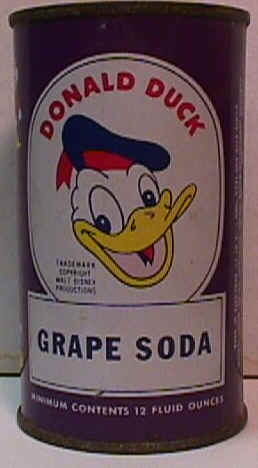 DONALD DUCK
TRADEMARK
COPYRIGHT
WALT DISNEY
PRODUCTIONS
GRAPE SODA
MINIMUM CONTENTS 12 FLUID OUNCES